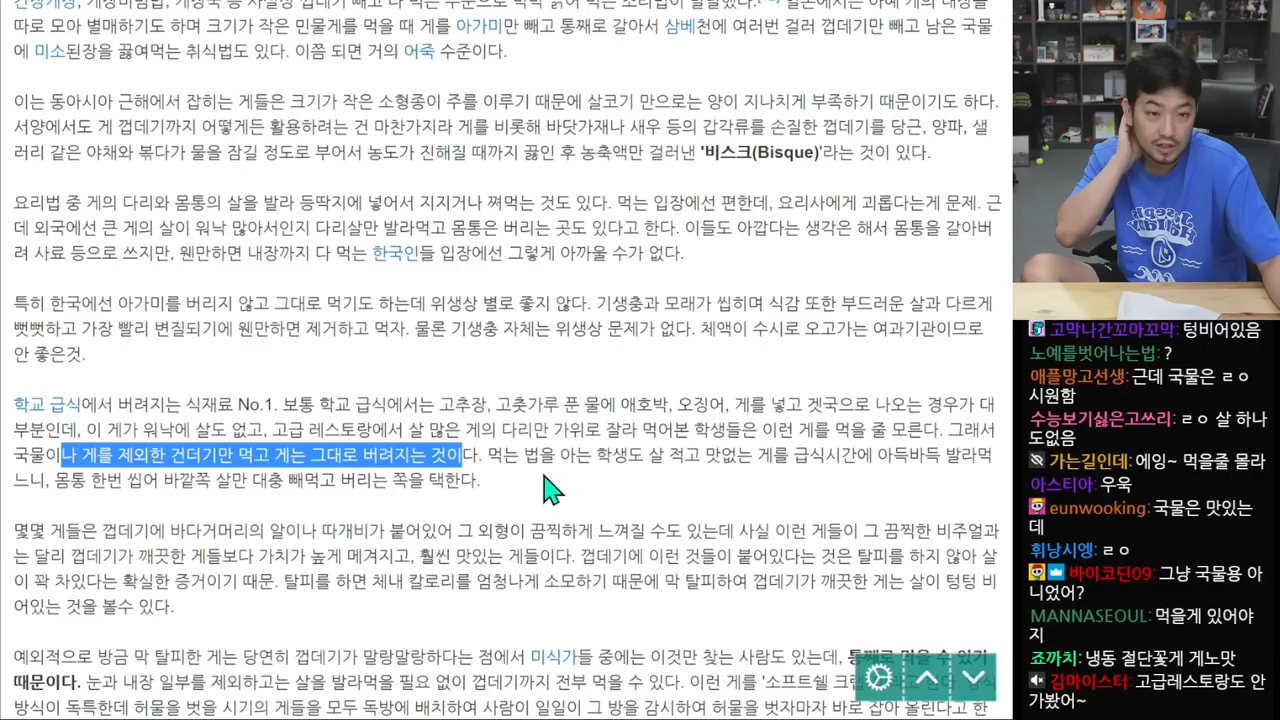 따로 모아 별매하기도 하며 크기가 작은 민물게를 먹을 때 게를 아가미만 빼고 통째로 갈아서 삼베천에 여러번 걸러 껍데기만 빼고 남은 국물
에 미소된장을 끓여먹는 취식법도 있다. 이쯤 되면 거의 어죽 수준이다.
이는 동아시아 근해에서 잡히는 게들은 크기가 작은 소형종이 주를 이루기 때문에 살코기 만으로는 양이 지나치게 부족하기 때문이기도 하다.
서양에서도 게 껍데기까지 어떻게든 활용하려는 건 마찬가지라 게를 비롯해 바닷가재나 새우 등의 갑각류를 손질한 껍데기를 당근, 양파, 샐
러리 같은 야채와 볶다가 물을 잠길 정도로 부어서 농도가 진해질 때까지 끓인 후 농축액만 걸러낸 '비스크(Bisque)'라는 것이 있다.
요리법 중 게의 다리와 몸통의 살을 발라 등딱지에 넣어서 지지거나 쪄먹는 것도 있다. 먹는 입장에선 편한데, 요리사에게 괴롭다는게 문제. 근
데 외국에선 큰 게의 살이 워낙 많아서인지 다리살만 발라먹고 몸통은 버리는 곳도 있다고 한다. 이들도 아깝다는 생각은 해서 몸통을 갈아버
려 사료 등으로 쓰지만, 웬만하면 내장까지 다 먹는 한국인들 입장에선 그렇게 아까울 수가 없다.
특히 한국에선 아가미를 버리지 않고 그대로 먹기도 하는데 위생상 별로 좋지 않다. 기생충과 모래가 씹히며 식감 또한 부드러운 살과 다르게
뻣뻣하고 가장 빨리 변질되기에 웬만하면 제거하고 먹자. 물론 기생충 자체는 위생상 문제가 없다. 체액이 수시로 오고가는 여과기관이므로
안 좋은것.
학교 급식에서 버려지는 식재료 No.1. 보통 학교 급식에서는 고추장, 고춧가루 푼 물에 애호박, 오징어, 게를 넣고 겟국으로 나오는 경우가 대
부분인데, 이 게가 워낙에 살도 없고, 고급 레스토랑에서 살 많은 게의 다리만 가위로 잘라 먹어본 학생들은 이런 게를 먹을 줄 모른다. 그래서
국물이나 게를 제외한 건더기만 먹고 게는 그대로 버려지는 것이다. 먹는 법을 아는 학생도 살 적고 맛없는 게를 급식시간에 아득바득 발라먹
느니, 몸통 한번 씹어 바깥쪽 살만 대충 빼먹고 버리는 쪽을 택한다.
몇몇 게들은 껍데기에 바다거머리의 알이나 따개비가 붙어있어 그 외형이 끔찍하게 느껴질 수도 있는데 사실 이런 게들이 그 끔찍한 비주얼과
는 달리 껍데기가 깨끗한 게들보다 가치가 높게 메겨지고, 훨씬 맛있는 게들이다. 껍데기에 이런 것들이 붙어있다는 것은 탈피를 하지 않아 살
이 꽉 차있다는 확실한 증거이기 때문. 탈피를 하면 체내 칼로리를 엄청나게 소모하기 때문에 막 탈피하여 껍데기가 깨끗한 게는 살이 텅텅 비
어있는 것을 볼수 있다.
예외적으로 방금 막 탈피한 게는 당연히 껍데기가 말랑말랑하다는 점에서 미식가들 중에는 이것만 찾는 사람도 있는데, 통째로 먹을 수 있기
때문이다. 눈과 내장 일부를 제외하고는 살을 발라먹을 필요 없이 껍데기까지 전부 먹을 수 있다. 이런 게를 '소프트쉘
방식이 독특한데 허물을 벗을 시기의 게들을 모두 독방에 배치하여 사람이 일일이 그 방을 감시하여 허물을 벗자마자 바로 잡아 올린다고 한
고막나간꼬마꼬막: 텅비어있음
노예를벗어나는법: ?
애플망고선생: 근데 국물은 ㄹㅇ
시원함
수능보기싫은고쓰리: ㄹㅇ 살 하나
도없음
가는길인데: 에잉~ 먹을줄 몰라
아스티아: 우욱
eunwooking: 국물은 맛있는
데
휘낭시엥: ㄹㅇ
바이코딘09: 그냥 국물용 아
니었어?
MANNASEOUL: 먹을게 있어야
지
죠까치: 냉동 절단꽃게 게노맛
김마이스터: 고급레스토랑도 안
가봤어~